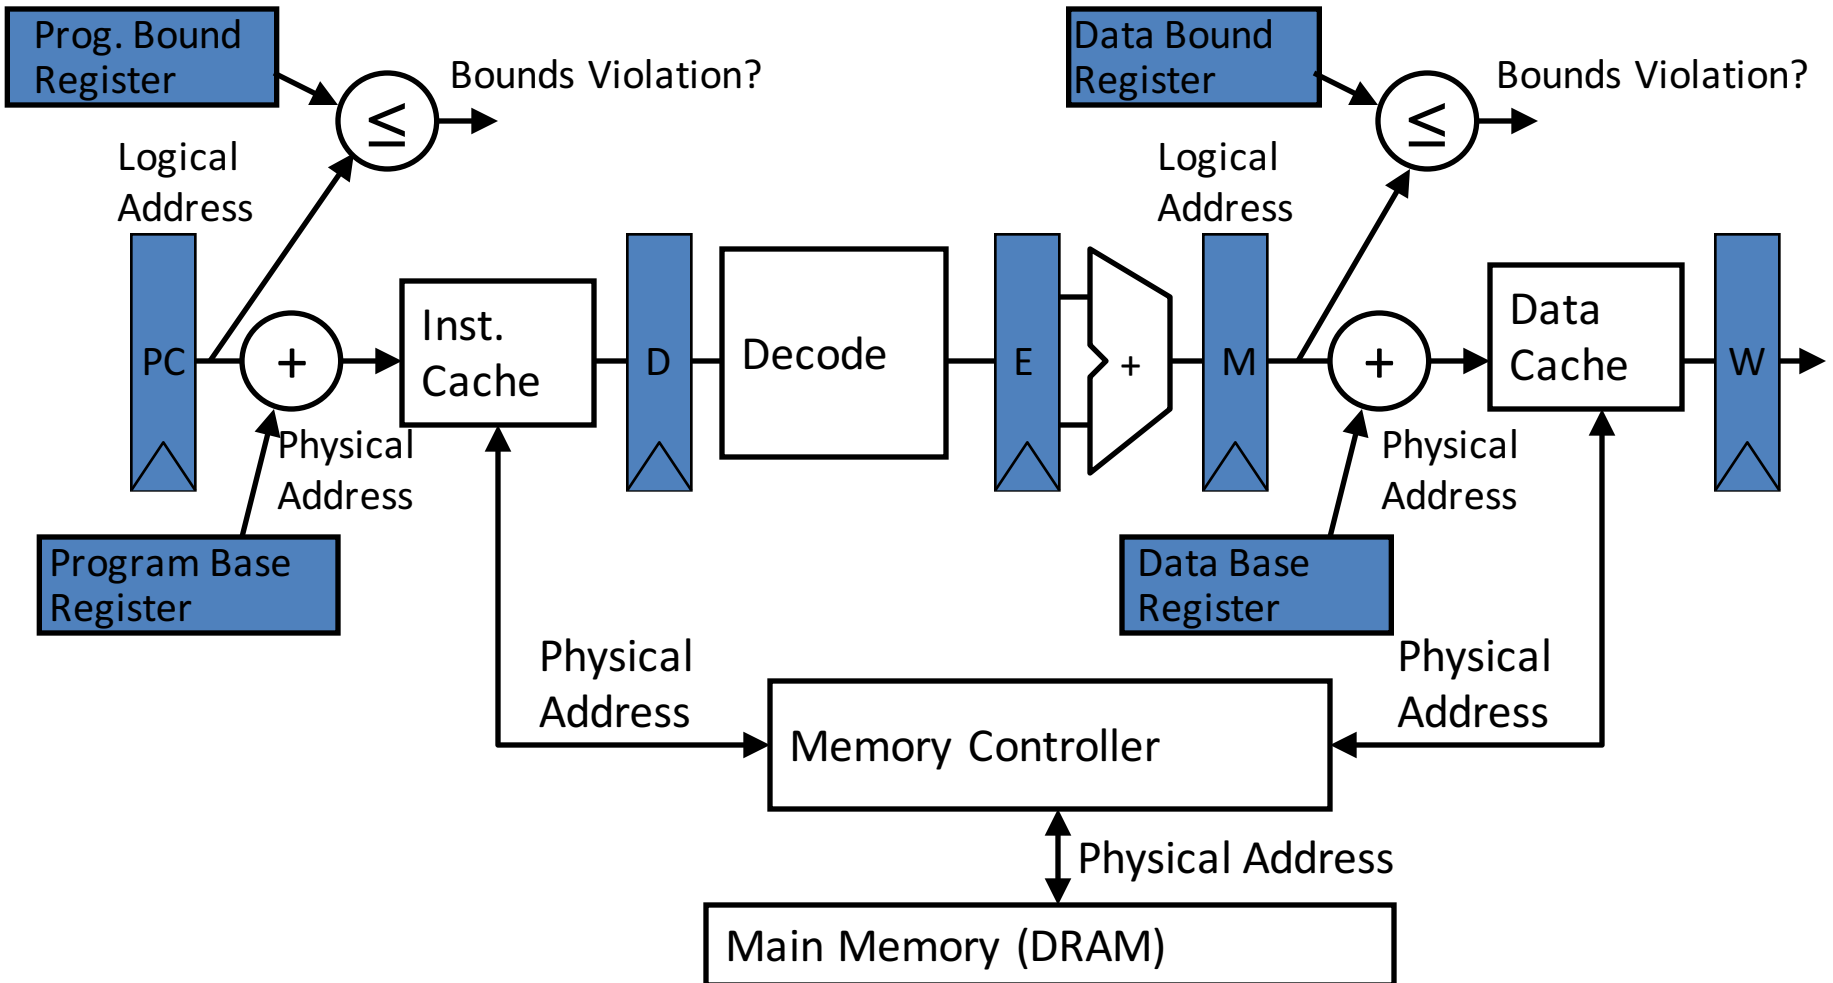 Prog. Bound
Register
Bounds Violation?
≤
Logical
Address
Data Bound
Register
Bounds Violation?
≤
Logical
Address
PC
+
Inst.
Cache
D
Decode
E
+
M
+
Data
Cache
W
Physical
Address
Physical
Address
Program Base
Register
Data Base
Register
Physical
Address
Physical
Address
Memory Controller
Physical Address
Main Memory (DRAM)